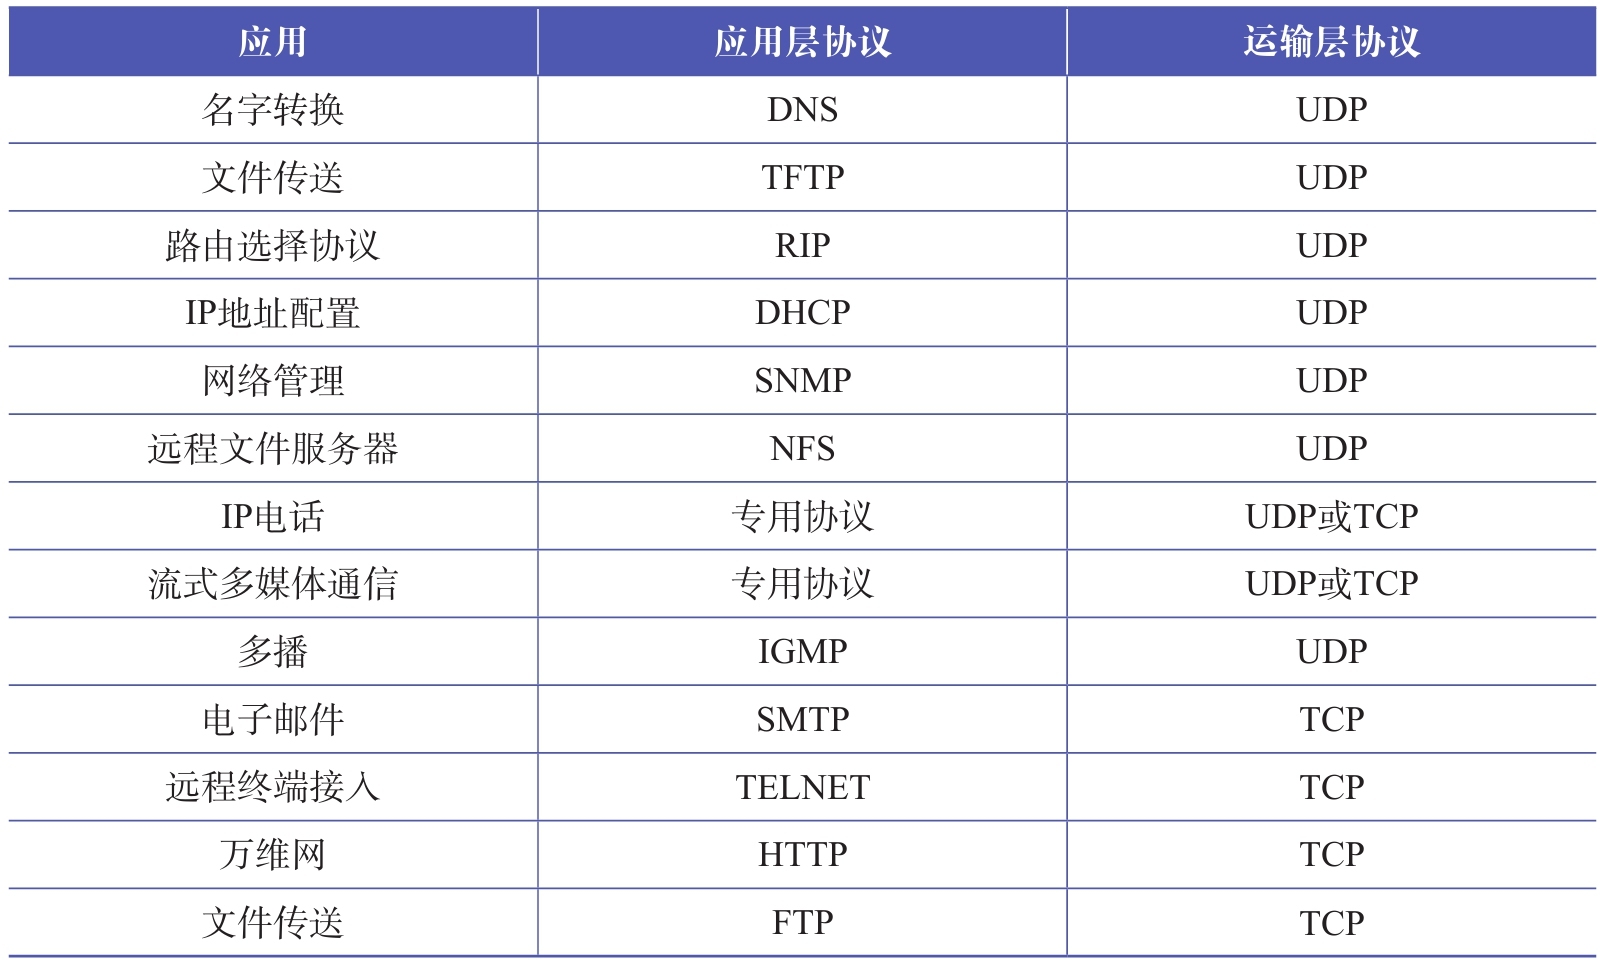 应用 应用层协议 运输层协议
名字转换 DNS UDP
文件传送 TFTP UDP
路由选择协议 RIP UDP
IP地址配置 DHCP UDP
网络管理 SNMP UDP
远程文件服务器 NFS UDP
IP电话 专用协议 UDP或TCP
流式多媒体通信 专用协议 UDP或TCP
多播 IGMP UDP
电子邮件 SMTP TCP
远程终端接入 TELNET TCP
万维网 HTTP TCP
文件传送 FTP TCP